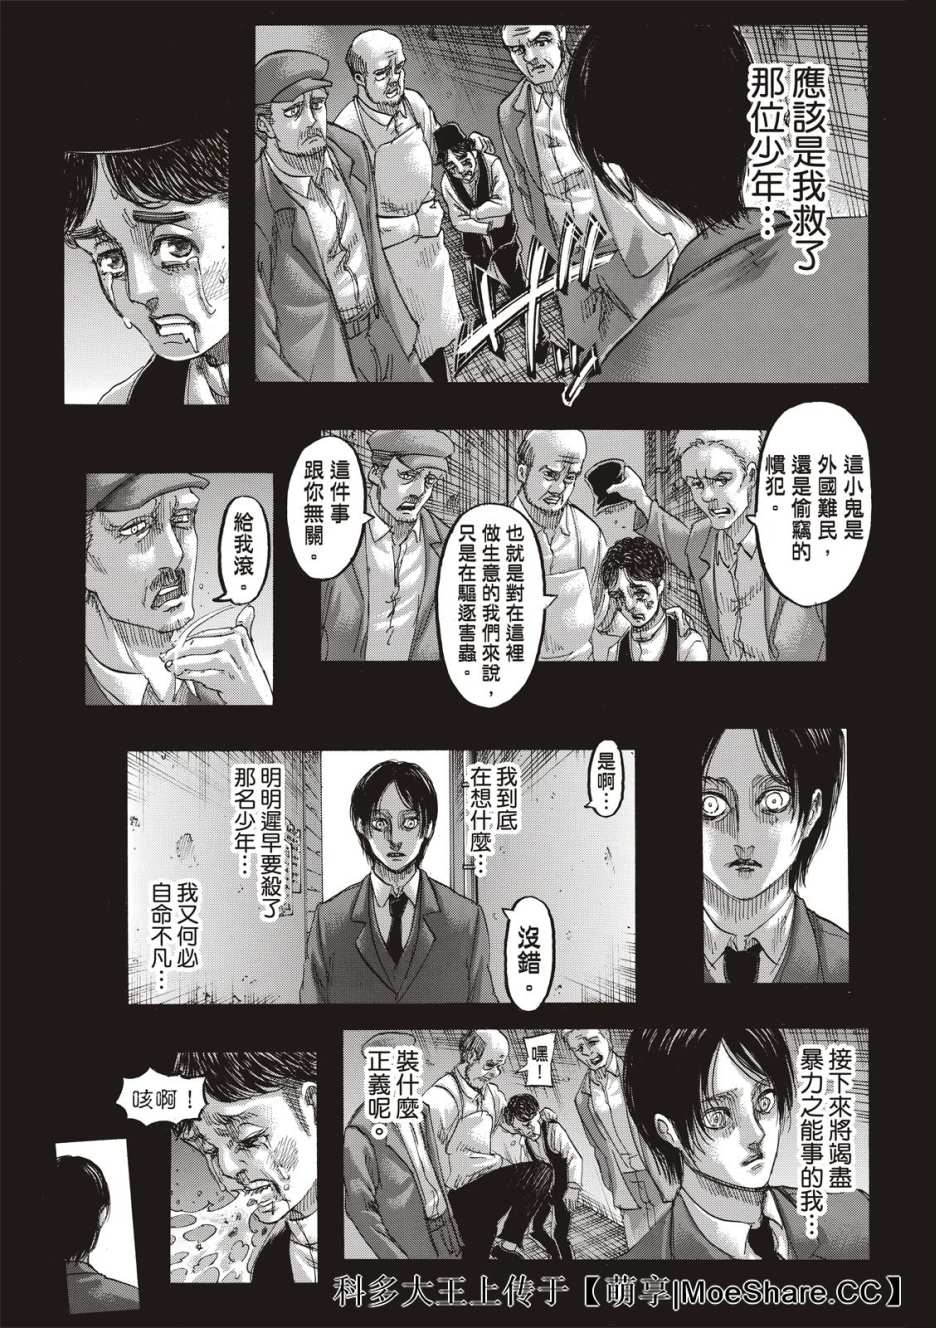 應該是我救了
那位少年…
這小鬼是
外國難民，
還是偷竊的
慣犯。
也就是對在這裡
做生意的我們來說，
只是在驅逐害蟲。
這件事
跟你無關。
給我滾。
是啊…
我到底
在想什麼…
沒錯。
明明遲早要殺了
那名少年…
我又何必
自命不凡…
接下來將竭盡
暴力之能事的我…
嘿！
裝什麼
正義呢。
咳啊！
科多大王上传于【萌享|MoeShare.CC】